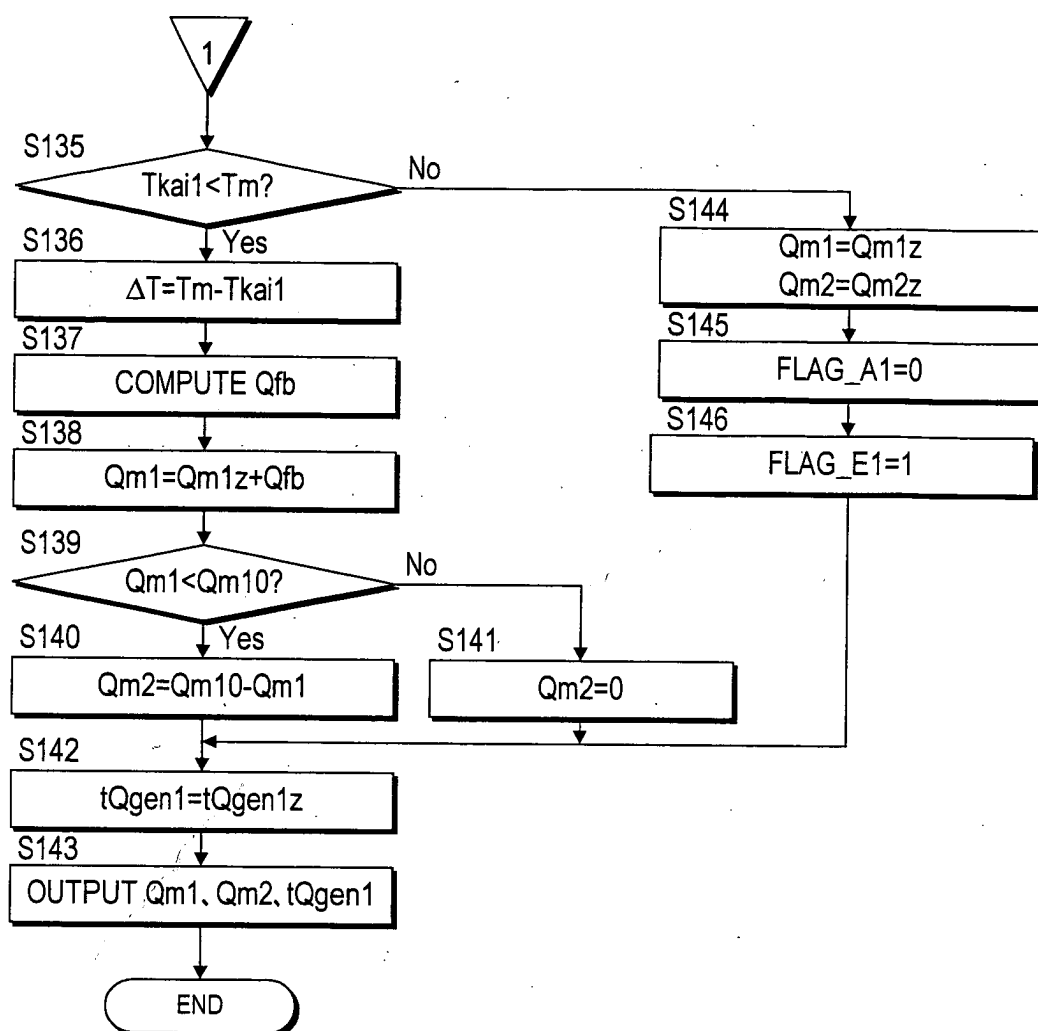 1
S135
Tkai1<Tm?
No
Yes
S136
ΔT=Tm-Tkai1
S137
COMPUTE Qfb
S138
Qm1=Qm1z+Qfb
S139
Qm1<Qm10?
No
Yes
S140
Qm2=Qm10-Qm1
S141
Qm2=0
S144
Qm1=Qm1z
Qm2=Qm2z
S145
FLAG_A1=0
S146
FLAG_E1=1
S142
tQgen1=tQgen1z
S143
OUTPUT Qm1、Qm2、tQgen1
END